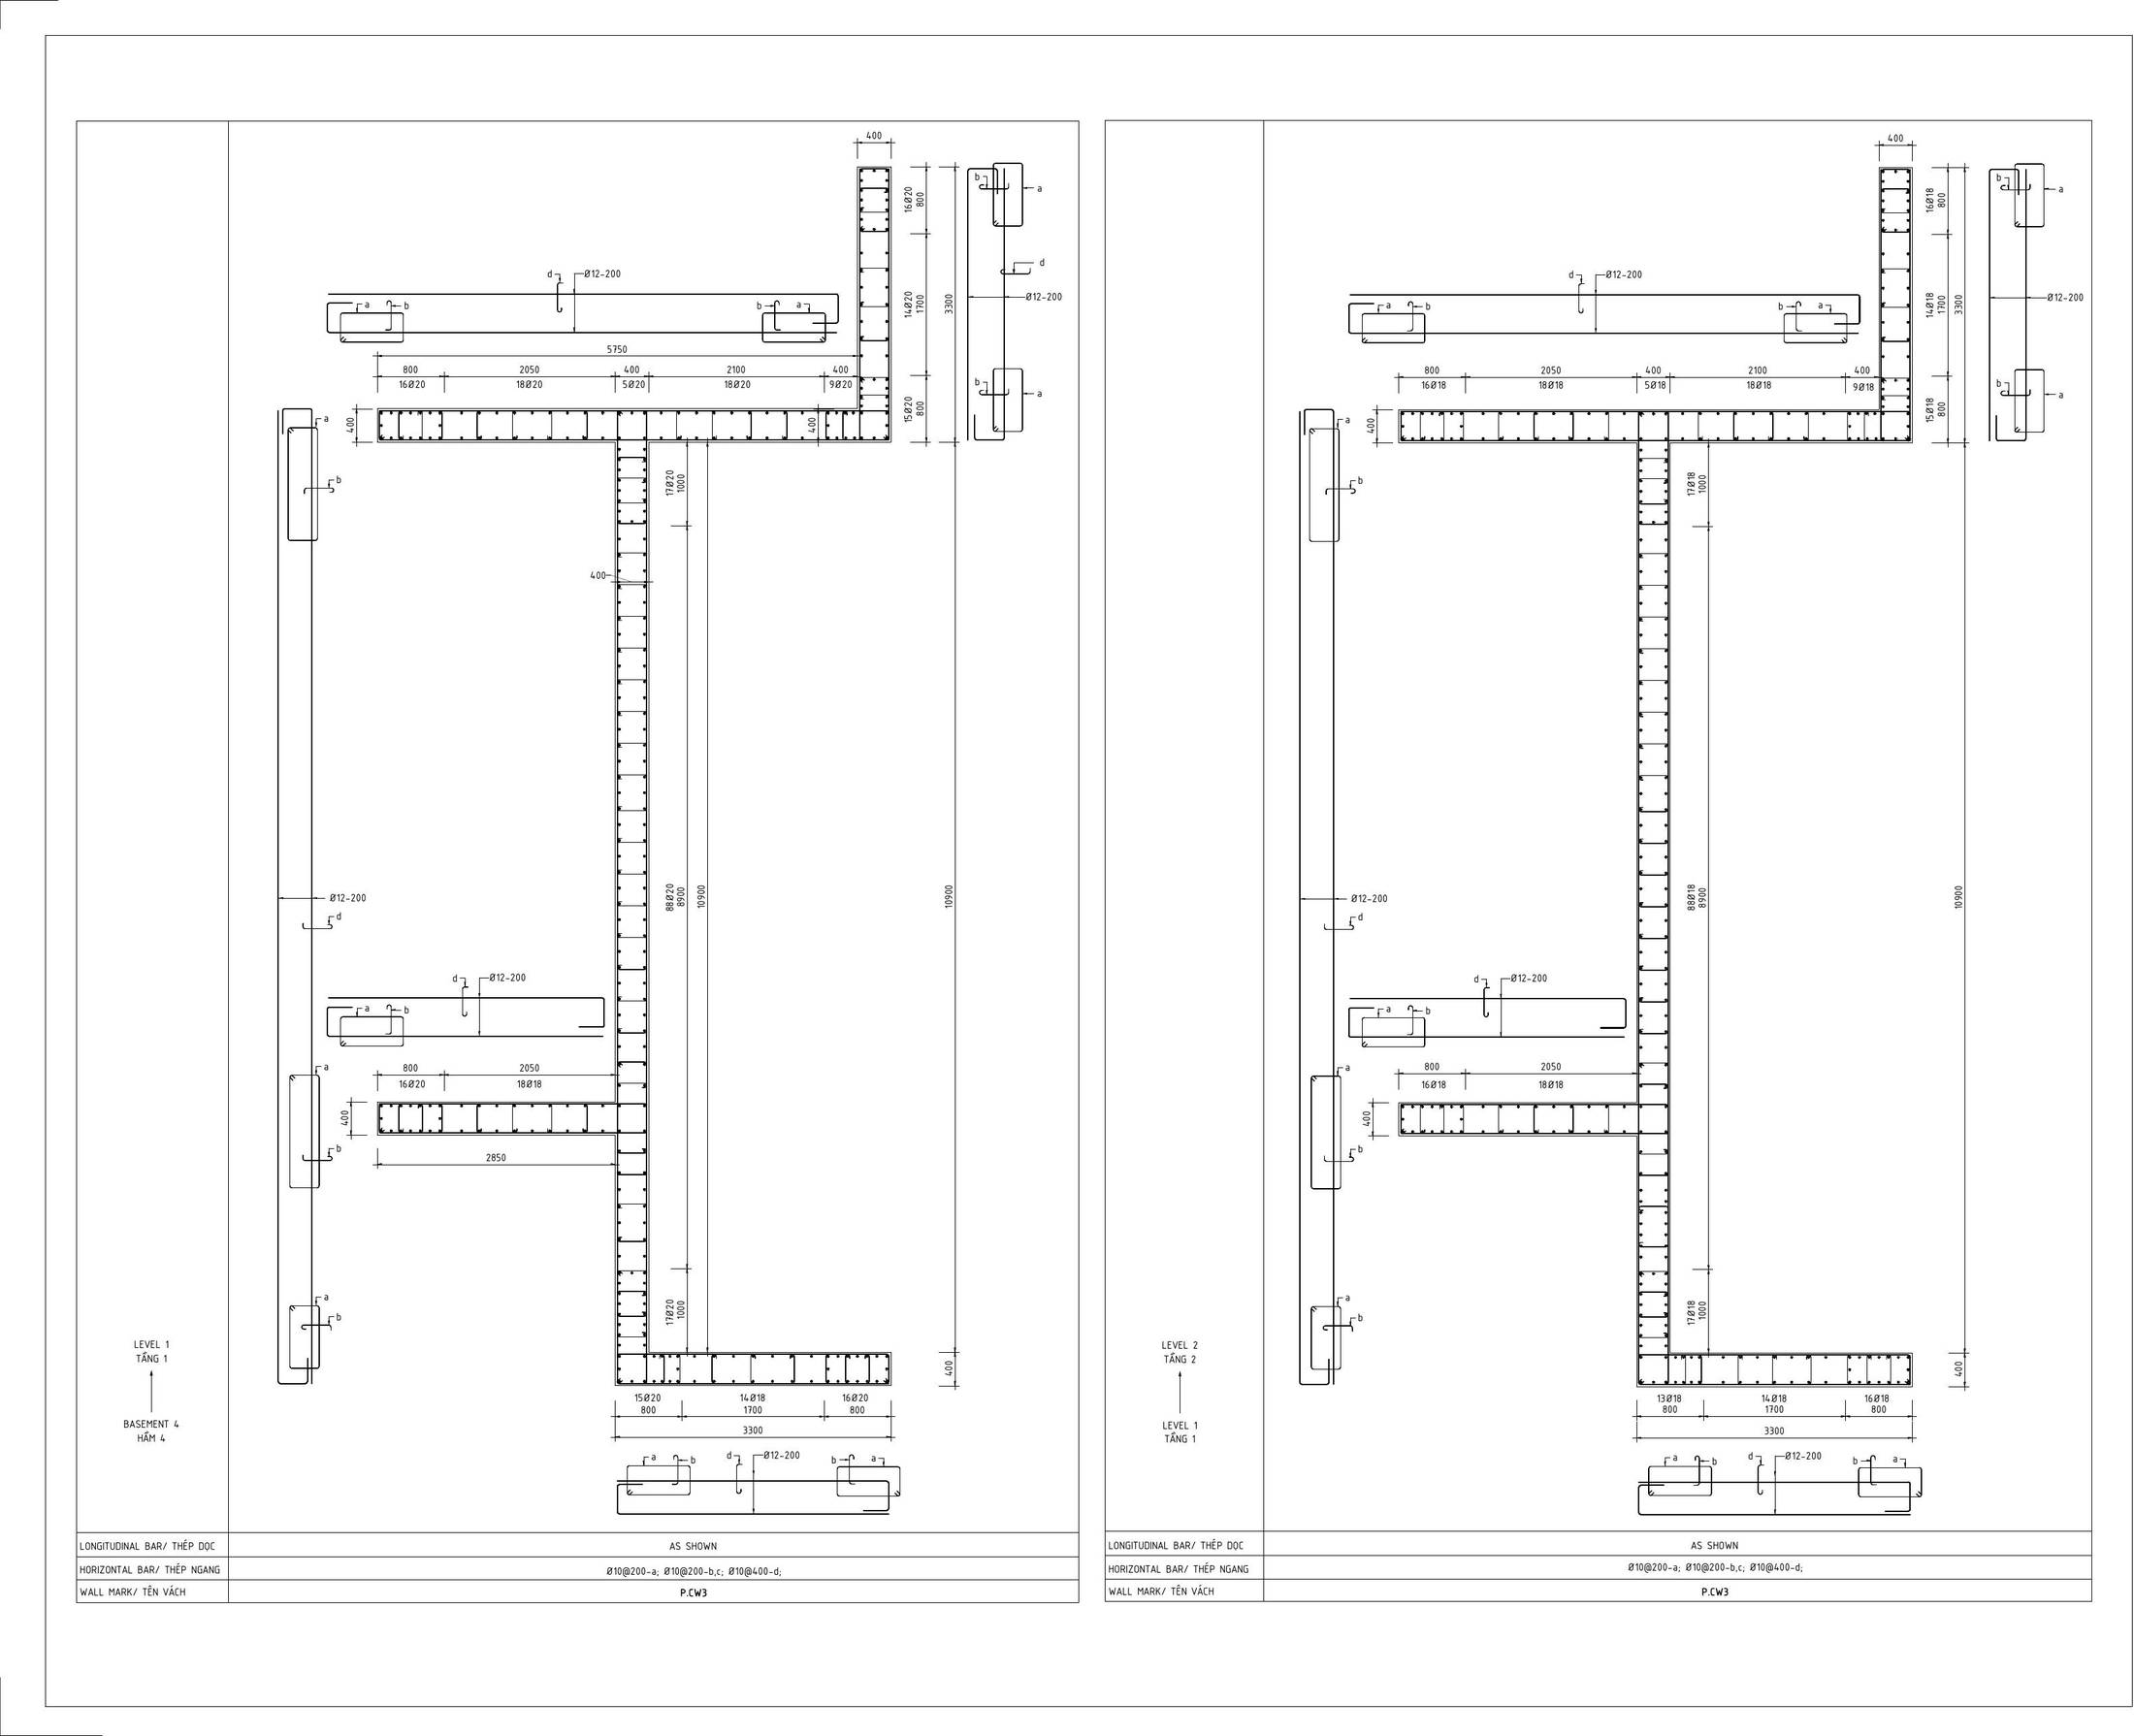 400
16Ø20
800
14Ø20
1700
3300
15Ø20
800
b
a
d
Ø12-200
b
a
d
Ø12-200
a
b
b
a
5750
800
2050
400
2100
400
16Ø20
18Ø20
5Ø20
18Ø20
9Ø20
400
400
a
b
17Ø20
1000
400
88Ø20
8900
10900
10900
Ø12-200
d
d
Ø12-200
a
b
800
2050
16Ø20
18Ø18
400
2850
a
b
a
b
17Ø20
1000
400
15Ø20
14Ø18
16Ø20
800
1700
800
3300
a
b
d
Ø12-200
b
a
LEVEL 1
TẦNG 1
BASEMENT 4
HẦM 4
LONGITUDINAL BAR/ THÉP DỌC
AS SHOWN
HORIZONTAL BAR/ THÉP NGANG
Ø10@200-a; Ø10@200-b,c; Ø10@400-d;
WALL MARK/ TÊN VÁCH
P.CW3
400
16Ø18
800
14Ø18
1700
3300
15Ø18
800
b
a
Ø12-200
b
a
d
Ø12-200
a
b
b
a
800
2050
400
2100
400
16Ø18
18Ø18
5Ø18
18Ø18
9Ø18
400
a
b
17Ø18
1000
88Ø18
8900
10900
Ø12-200
d
d
Ø12-200
a
b
800
2050
16Ø18
18Ø18
400
a
b
a
b
17Ø18
1000
400
13Ø18
14Ø18
16Ø18
800
1700
800
3300
a
b
d
Ø12-200
b
a
LEVEL 2
TẦNG 2
LEVEL 1
TẦNG 1
LONGITUDINAL BAR/ THÉP DỌC
AS SHOWN
HORIZONTAL BAR/ THÉP NGANG
Ø10@200-a; Ø10@200-b,c; Ø10@400-d;
WALL MARK/ TÊN VÁCH
P.CW3